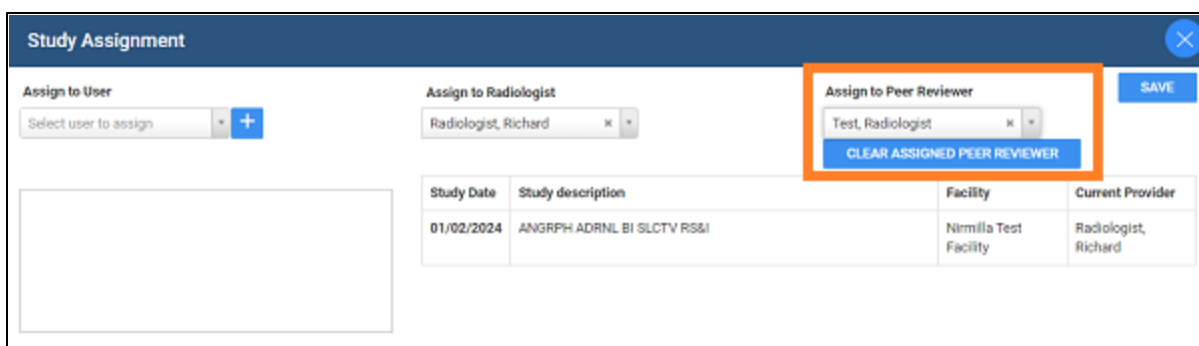 Study Assignment
Assign to User
Select user to assign
Assign to Radiologist
Radiologist, Richard
Assign to Peer Reviewer
Test, Radiologist
CLEAR ASSIGNED PEER REVIEWER
SAVE
Study Date Study description Facility Current Provider
01/02/2024 ANGRPH ADRNL BI SLCTV RS&I Nirmilla Test Radiologist,
Facility Richard